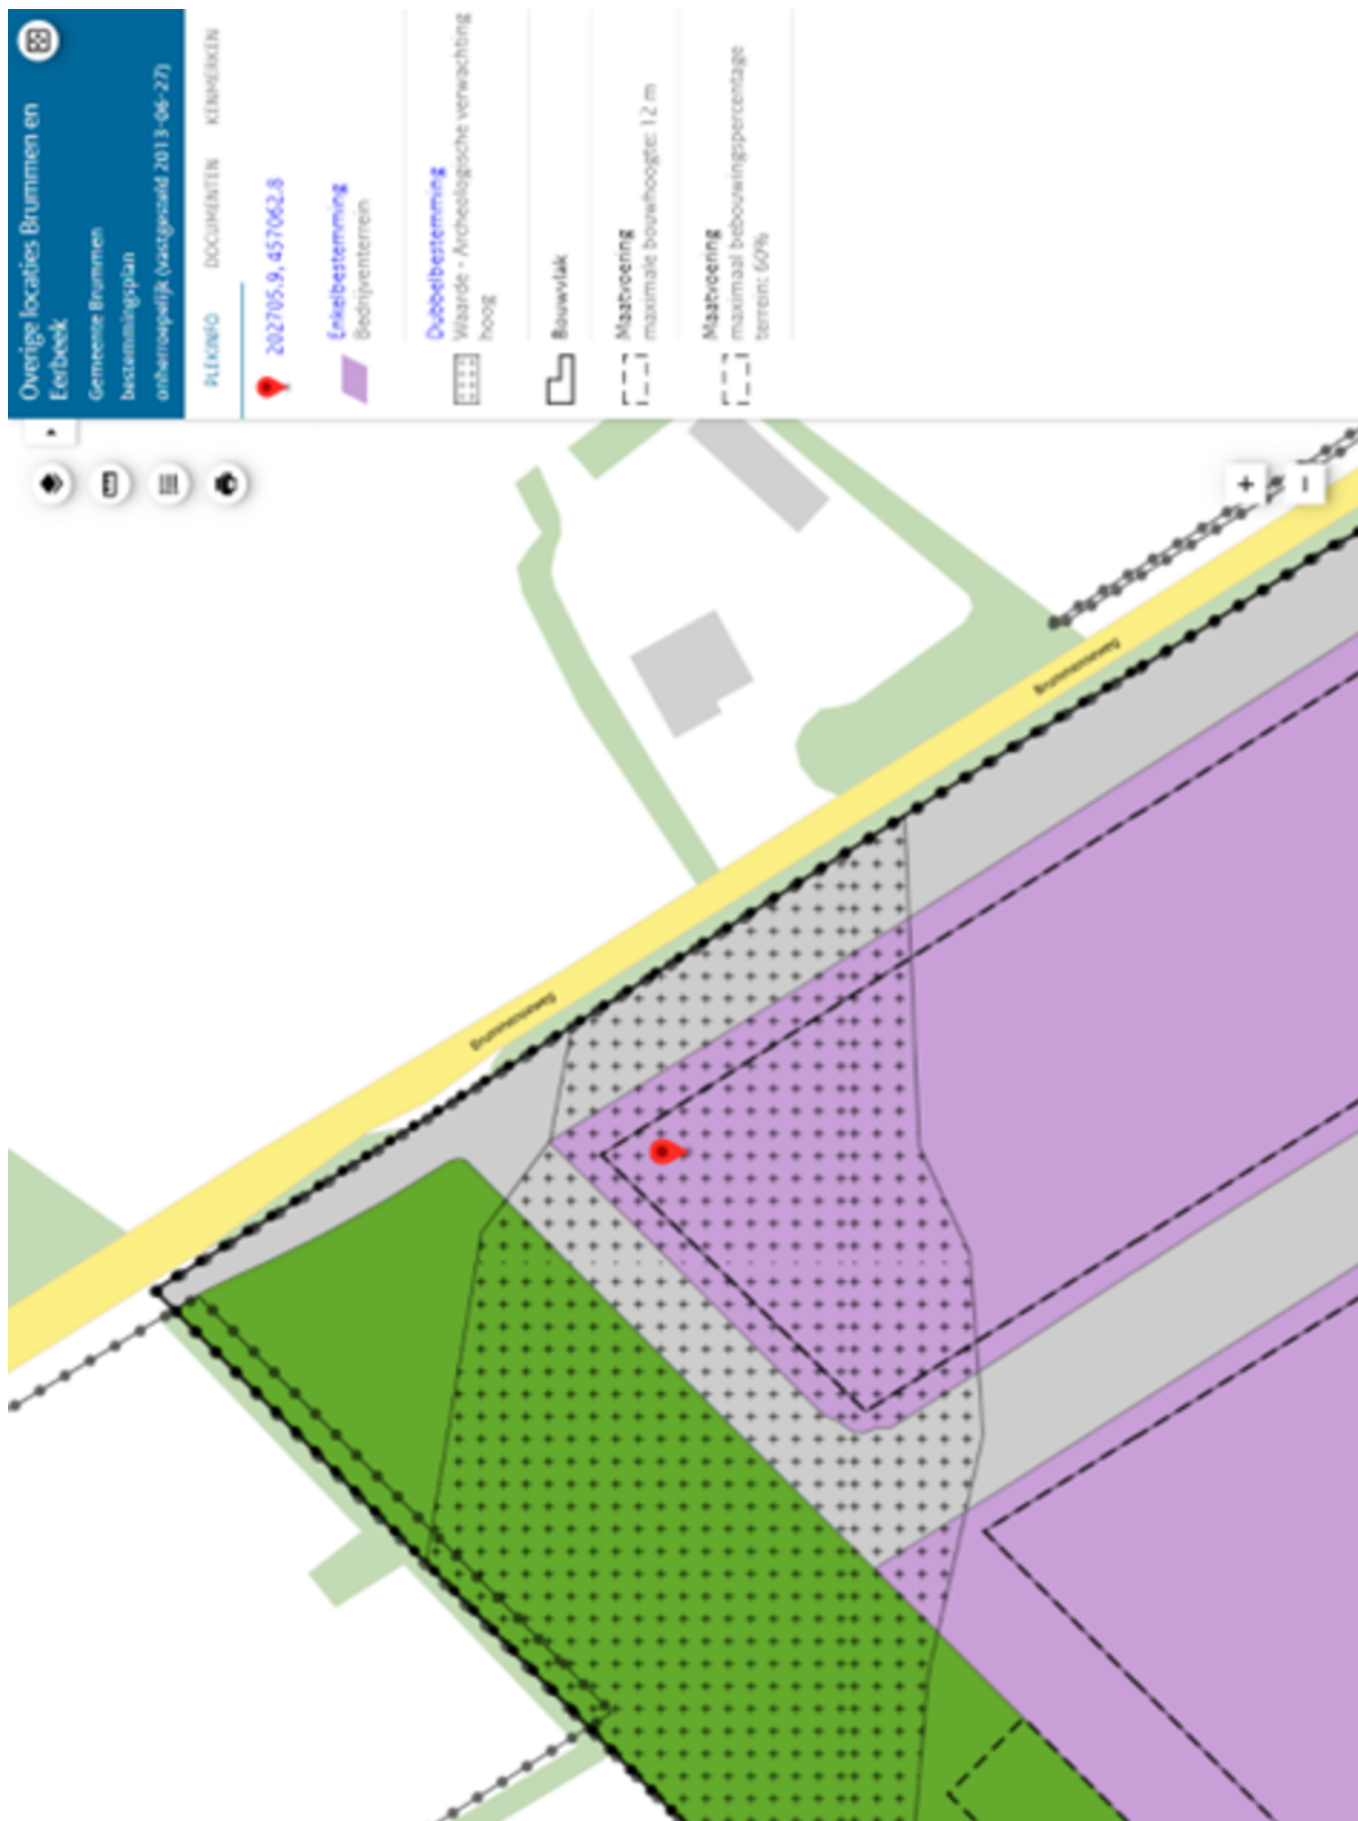 Overige locaties Brummen en
Eerbeek
Gemeente Brummen
bestemmingsplan
onherroepelijk (vastgesteld 2013-06-27)
PLEKINFO DOCUMENTEN KENMERKEN
202705.9, 457062.8
Enkelbestemming
Bedrijventerrein
Dubbelbestemming
Waarde - Archeologische verwachting
hoog
Bouwvlak
Maatvoering
maximale bouwhoogte: 12 m
Maatvoering
maximaal bebouwingspercentage
terrein: 60%
Brummenseweg
Brummenseweg
+
−